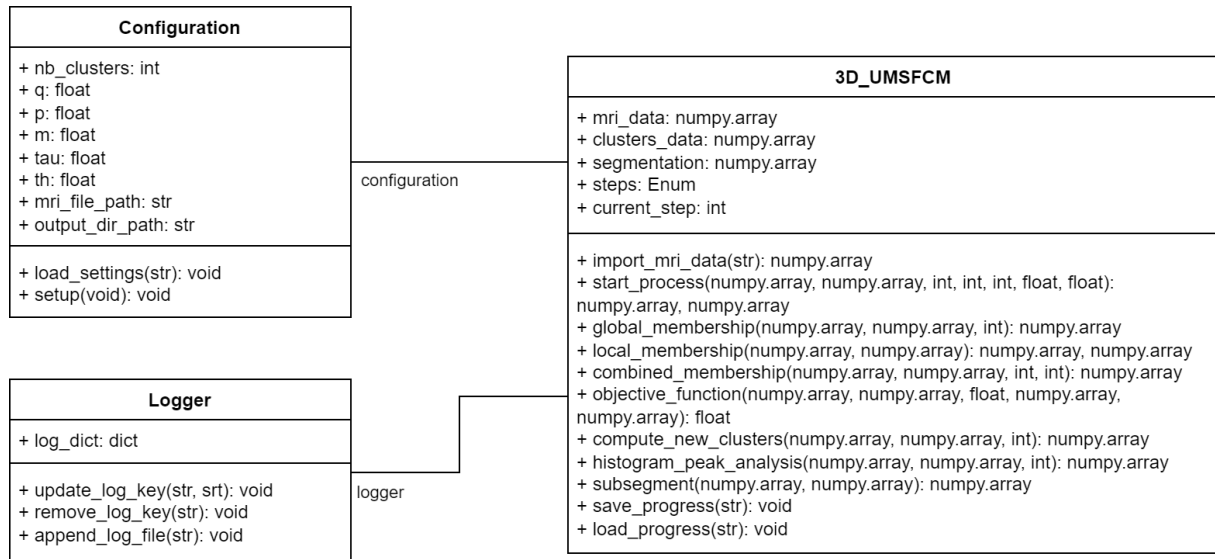 Configuration
+ nb_clusters: int
+ q: float
+ p: float
+ m: float
+ tau: float
+ th: float
+ mri_file_path: str
+ output_dir_path: str
+ load_settings(str): void
+ setup(void): void
configuration
3D_UMSFCM
+ mri_data: numpy.array
+ clusters_data: numpy.array
+ segmentation: numpy.array
+ steps: Enum
+ current_step: int
+ import_mri_data(str): numpy.array
+ start_process(numpy.array, numpy.array, int, int, int, float, float):
numpy.array, numpy.array
+ global_membership(numpy.array, numpy.array, int): numpy.array
+ local_membership(numpy.array, numpy.array): numpy.array, numpy.array
+ combined_membership(numpy.array, numpy.array, int, int): numpy.array
+ objective_function(numpy.array, numpy.array, float, numpy.array,
numpy.array): float
+ compute_new_clusters(numpy.array, numpy.array, int): numpy.array
+ histogram_peak_analysis(numpy.array, numpy.array, int): numpy.array
+ subsegment(numpy.array, numpy.array): numpy.array
+ save_progress(str): void
+ load_progress(str): void
Logger
+ log_dict: dict
+ update_log_key(str, srt): void
+ remove_log_key(str): void
+ append_log_file(str): void
logger